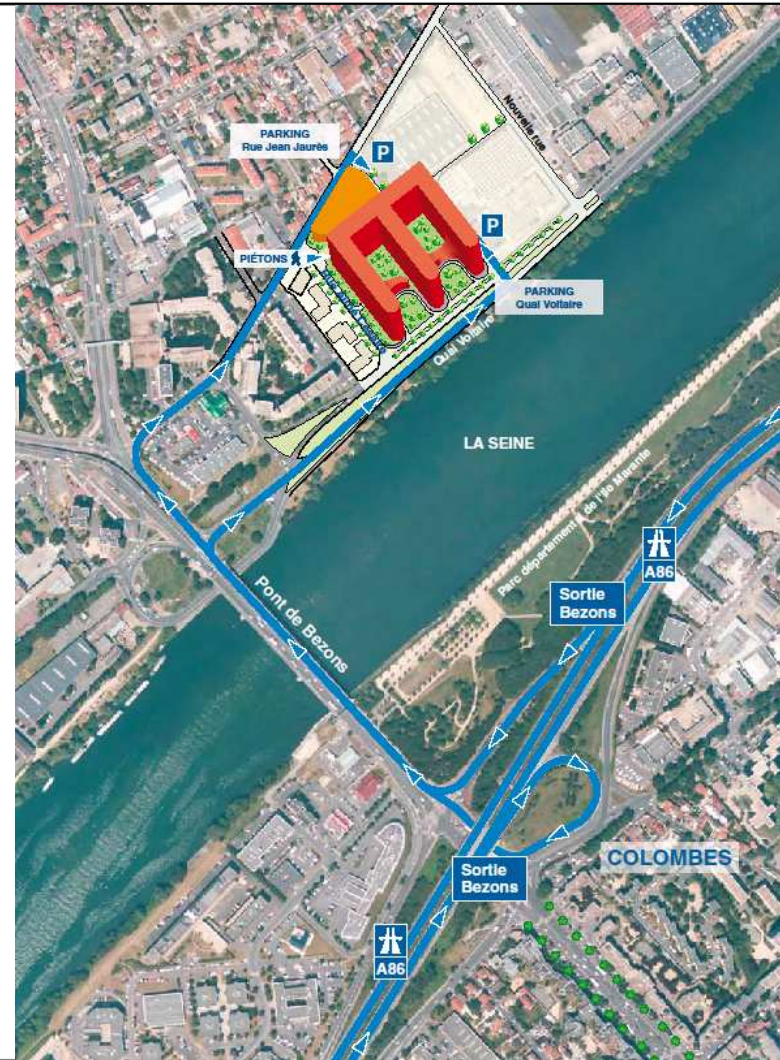 Nouvelle rue
PARKING
Rue Jean Jaurès
P
P
PIÉTONS
PARKING
Quai Voltaire
Quai Voltaire
LA SEINE
Parc départemental de l'île Marante
A86
Sortie
Bezons
Pont de Bezons
COLOMBES
Sortie
Bezons
A86